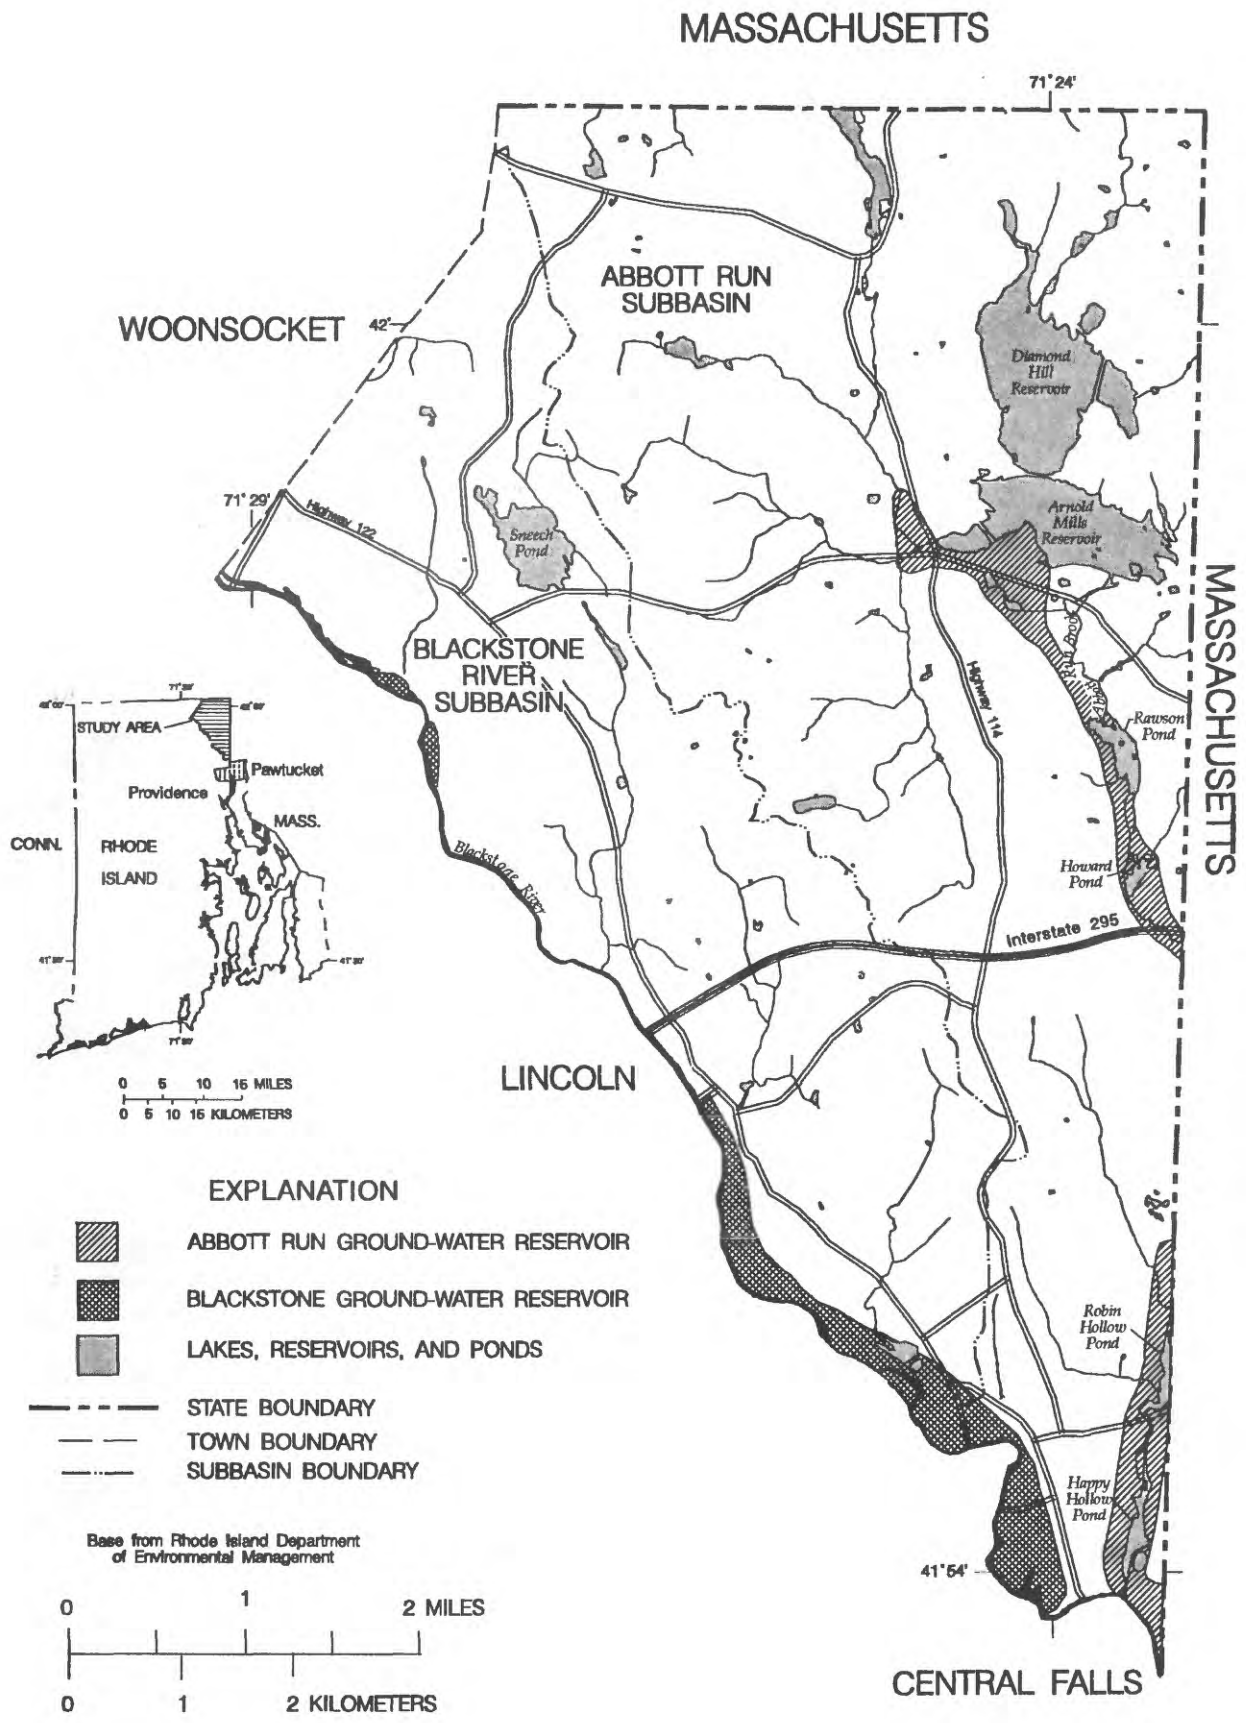 MASSACHUSETTS
71° 24'
ABBOTT RUN
SUBBASIN
WOONSOCKET
42°
Diamond
Hill
Reservoir
71° 29'
Highway 122
Sneech
Pond
Arnold
Mills
Reservoir
MASSACHUSETTS
BLACKSTONE
RIVER
SUBBASIN
Highway 114
Abbott Run Brook
Rawson
Pond
STUDY AREA
Pawtucket
Providence
MASS.
CONN.
RHODE
ISLAND
Blackstone River
Howard
Pond
Interstate 295
0 5 10 15 MILES
0 5 10 15 KILOMETERS
LINCOLN
EXPLANATION
ABBOTT RUN GROUND-WATER RESERVOIR
BLACKSTONE GROUND-WATER RESERVOIR
LAKES, RESERVOIRS, AND PONDS
STATE BOUNDARY
TOWN BOUNDARY
SUBBASIN BOUNDARY
Robin
Hollow
Pond
Happy
Hollow
Pond
41° 54'
Base from Rhode Island Department
of Environmental Management
0 1 2 MILES
0 1 2 KILOMETERS
CENTRAL FALLS